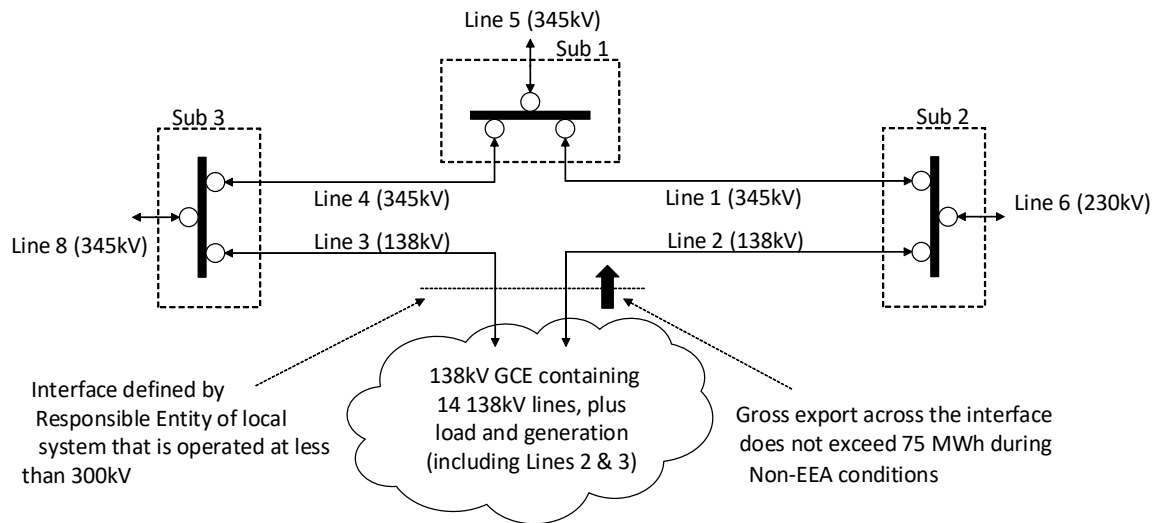 Line 5 (345kV)
Sub 1
Sub 3
Sub 2
Line 4 (345kV)
Line 1 (345kV)
Line 6 (230kV)
Line 8 (345kV)
Line 3 (138kV)
Line 2 (138kV)
Interface defined by
Responsible Entity of local
system that is operated at less
than 300kV
138kV GCE containing
14 138kV lines, plus
load and generation
(including Lines 2 & 3)
Gross export across the interface
does not exceed 75 MWh during
Non-EEA conditions